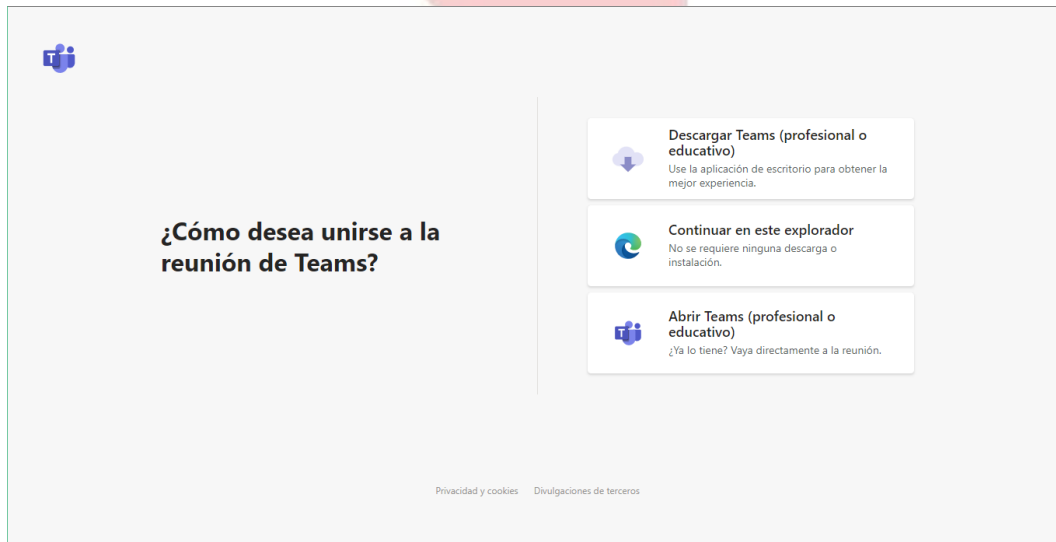 ¿Cómo desea unirse a la
reunión de Teams?
Descargar Teams (profesional o
educativo)
Use la aplicación de escritorio para obtener la
mejor experiencia.
Continuar en este explorador
No se requiere ninguna descarga o
instalación.
Abrir Teams (profesional o
educativo)
¿Ya lo tiene? Vaya directamente a la reunión.
Privacidad y cookies Divulgaciones de terceros